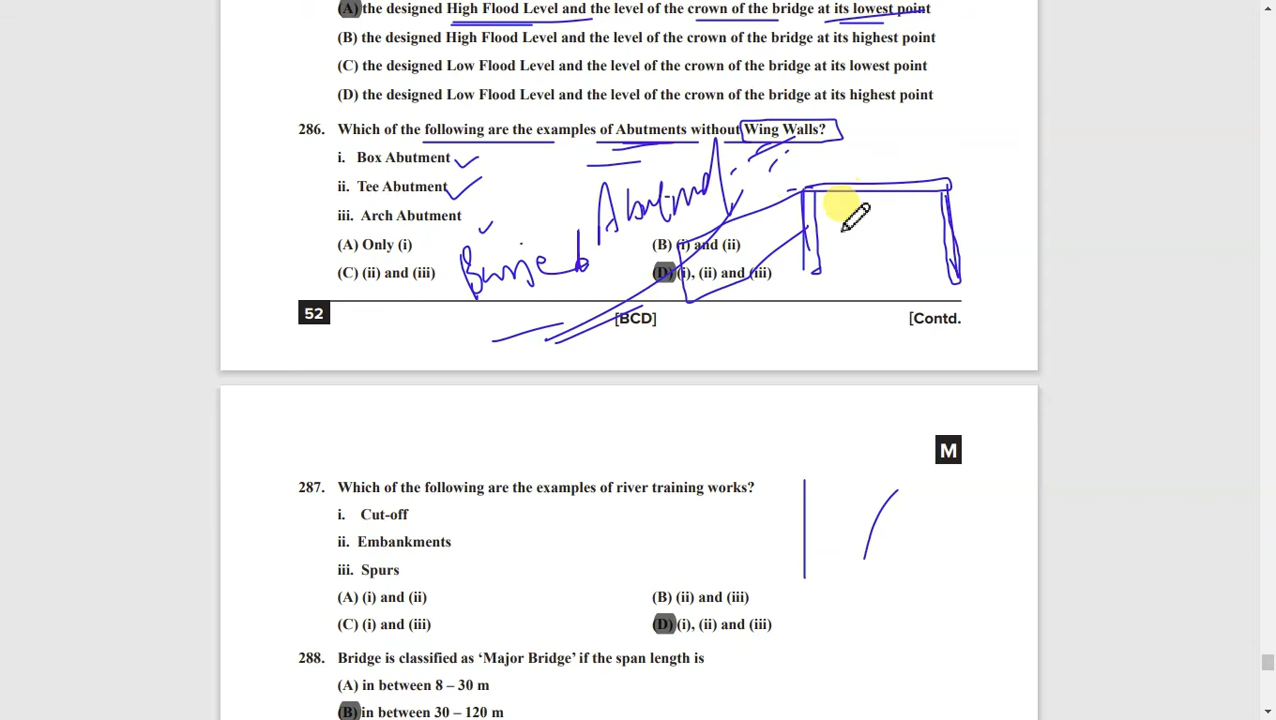 (A) the designed High Flood Level and the level of the crown of the bridge at its lowest point
(B) the designed High Flood Level and the level of the crown of the bridge at its highest point
(C) the designed Low Flood Level and the level of the crown of the bridge at its lowest point
(D) the designed Low Flood Level and the level of the crown of the bridge at its highest point
286. Which of the following are the examples of Abutments without Wing Walls?
i. Box Abutment
ii. Tee Abutment
iii. Arch Abutment
(A) Only (i) (B) (i) and (ii)
(C) (ii) and (iii) (D) (i), (ii) and (iii)
52 [BCD] [Contd.
M
287. Which of the following are the examples of river training works?
i. Cut-off
ii. Embankments
iii. Spurs
(A) (i) and (ii) (B) (ii) and (iii)
(C) (i) and (iii) (D) (i), (ii) and (iii)
288. Bridge is classified as ‘Major Bridge’ if the span length is
(A) in between 8 – 30 m
(B) in between 30 – 120 m